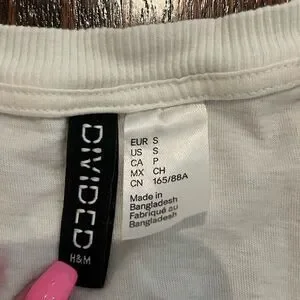 DIVIDED
H&M
EUR S
US S
CA P
MX CH
CN 165/88A
Made in
Bangladesh
Fabriqué au
Bangladesh